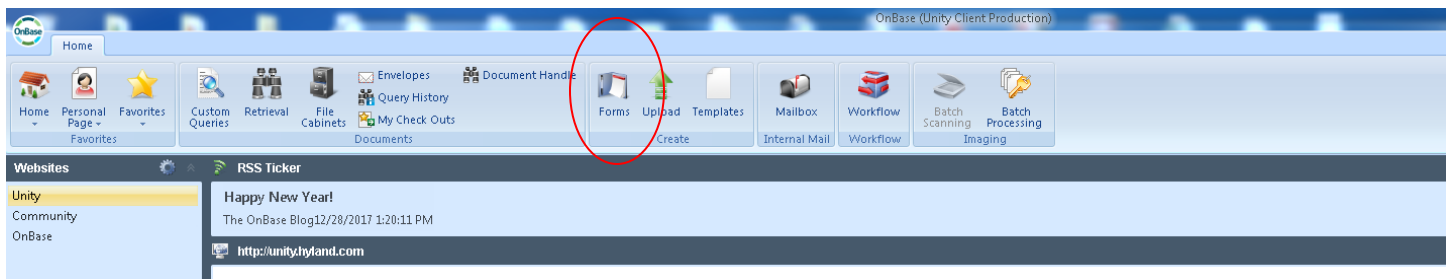 OnBase (Unity Client Production)
OnBase
Home
Home
Personal Page
Favorites
Favorites
Custom Queries
Retrieval
File Cabinets
Envelopes
Query History
My Check Outs
Document Handle
Documents
Forms
Upload
Templates
Create
Mailbox
Internal Mail
Workflow
Workflow
Batch Scanning
Batch Processing
Imaging
Websites
Unity
Community
OnBase
RSS Ticker
Happy New Year!
The OnBase Blog12/28/2017 1:20:11 PM
http://unity.hyland.com